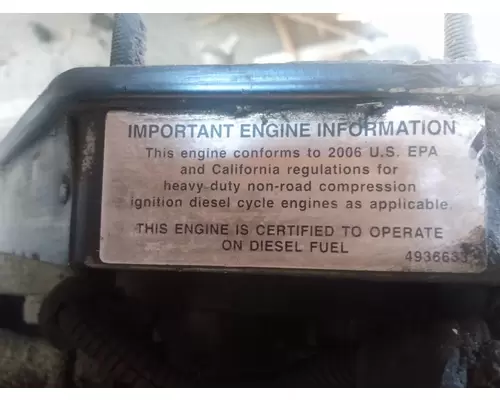 IMPORTANT ENGINE INFORMATION
This engine conforms to 2006 U.S. EPA
and California regulations for
heavy duty non-road compression
ignition diesel cycle engines as applicable.
THIS ENGINE IS CERTIFIED TO OPERATE
ON DIESEL FUEL
4936633